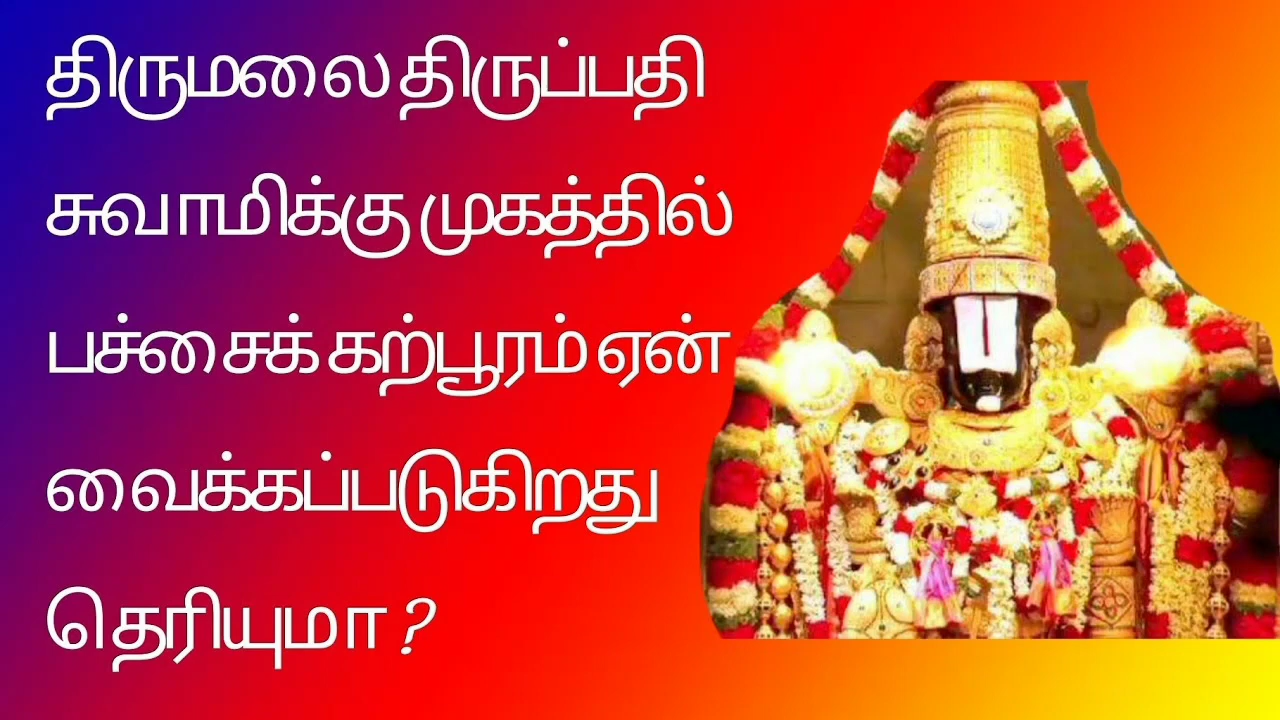 திருமலை திருப்பதி
சுவாமிக்கு முகத்தில்
பச்சைக் கற்பூரம் ஏன்
வைக்கப்படுகிறது
தெரியுமா ?